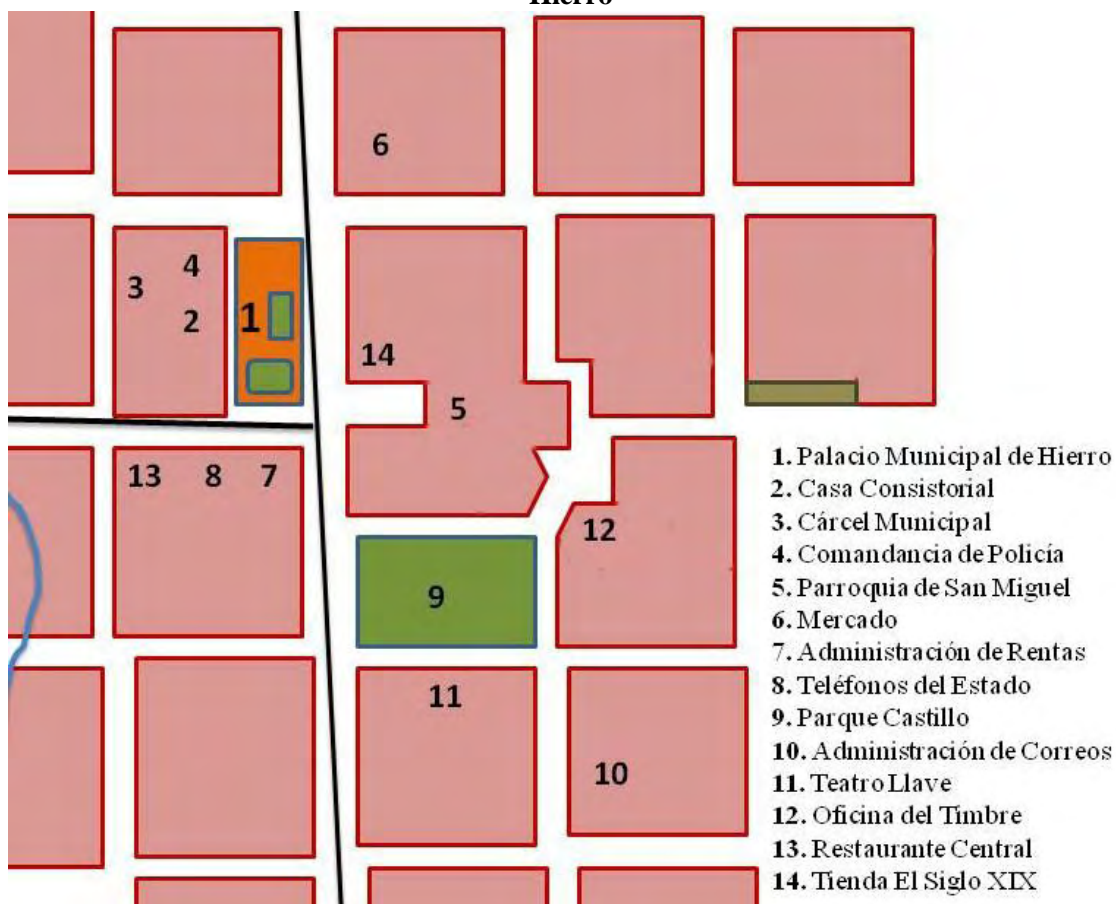 Hierro
6
4
3
2
1
14
5
13 8 7
12
9
11
10
1. Palacio Municipal de Hierro
2. Casa Consistorial
3. Cárcel Municipal
4. Comandancia de Policía
5. Parroquia de San Miguel
6. Mercado
7. Administración de Rentas
8. Teléfonos del Estado
9. Parque Castillo
10. Administración de Correos
11. Teatro Llave
12. Oficina del Timbre
13. Restaurante Central
14. Tienda El Siglo XIX